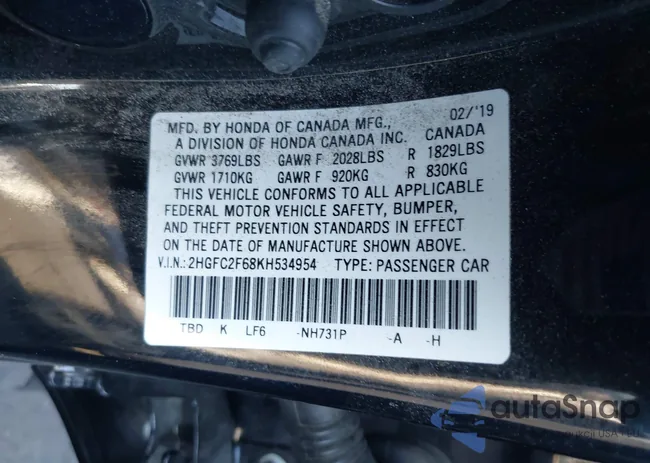 MFD. BY HONDA OF CANADA MFG., 02/'19
A DIVISION OF HONDA CANADA INC. CANADA
GVWR 3769LBS GAWR F 2028LBS R 1829LBS
GVWR 1710KG GAWR F 920KG R 830KG
THIS VEHICLE CONFORMS TO ALL APPLICABLE
FEDERAL MOTOR VEHICLE SAFETY, BUMPER,
AND THEFT PREVENTION STANDARDS IN EFFECT
ON THE DATE OF MANUFACTURE SHOWN ABOVE.
V.I.N.:2HGFC2F68KH534954 TYPE: PASSENGER CAR
TBD K LF6 -NH731P -A -H
autoSnap